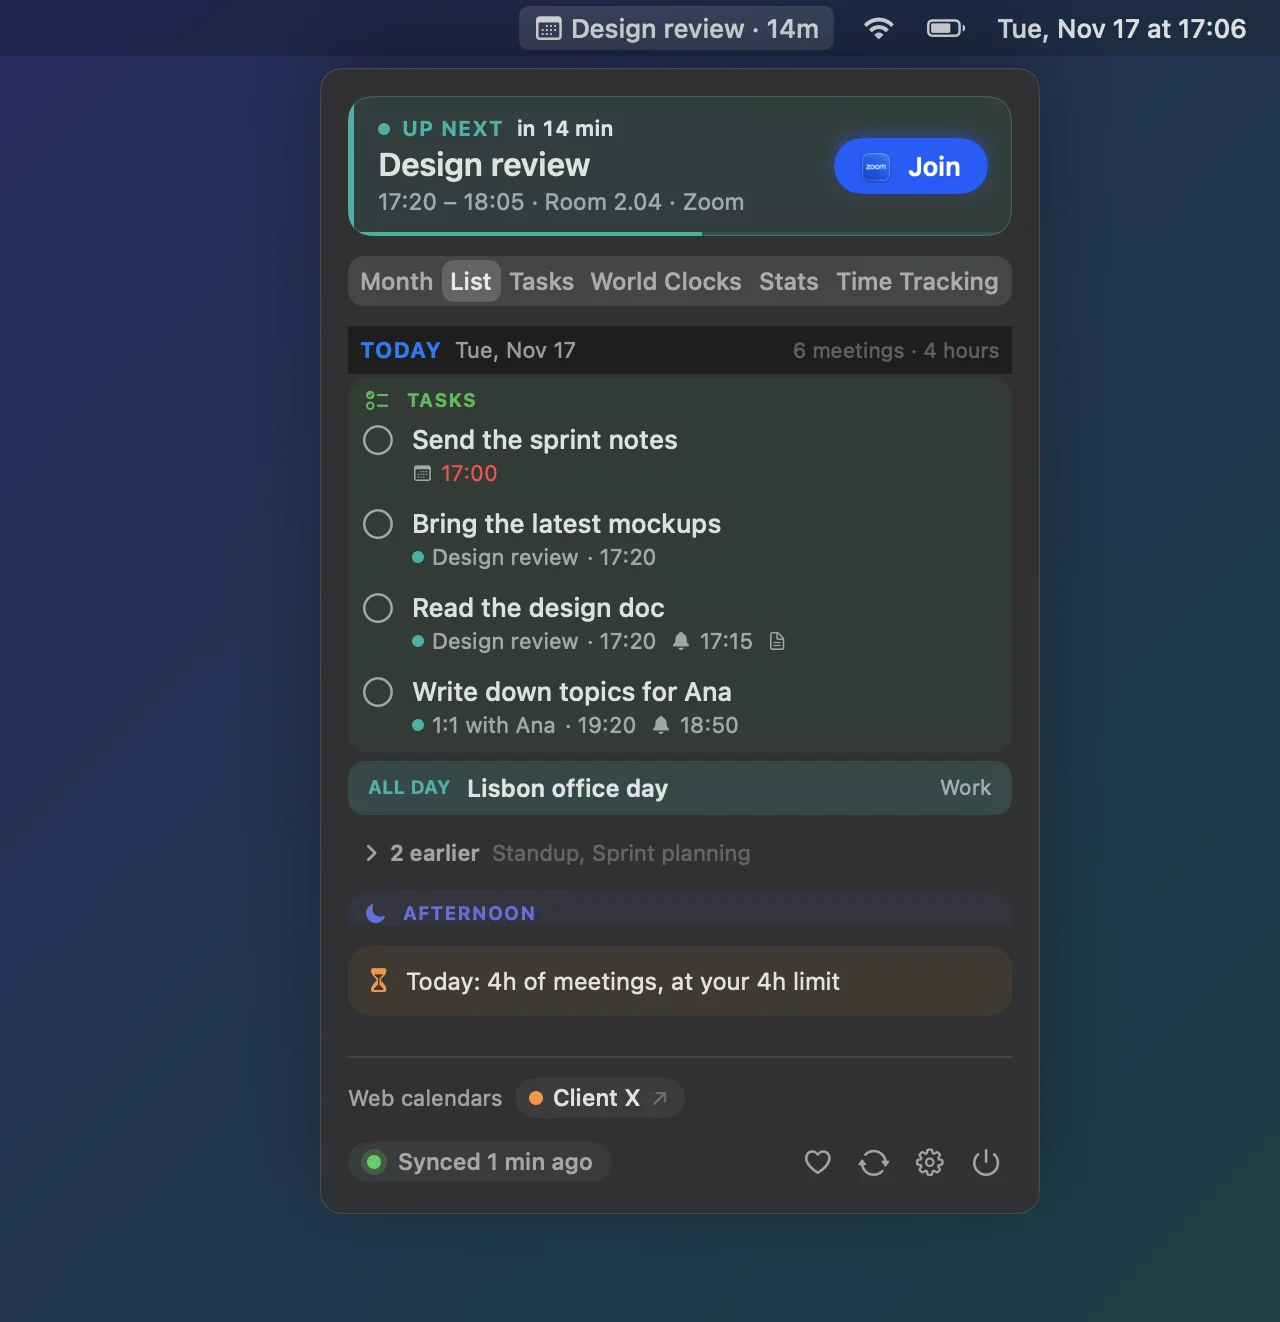 Design review · 14m
Tue, Nov 17 at 17:06
UP NEXT in 14 min
Design review
17:20 – 18:05 · Room 2.04 · Zoom
zoom Join
Month List Tasks World Clocks Stats Time Tracking
TODAY Tue, Nov 17 6 meetings · 4 hours
TASKS
Send the sprint notes
17:00
Bring the latest mockups
Design review · 17:20
Read the design doc
Design review · 17:20 17:15
Write down topics for Ana
1:1 with Ana · 19:20 18:50
ALL DAY Lisbon office day Work
2 earlier Standup, Sprint planning
AFTERNOON
Today: 4h of meetings, at your 4h limit
Web calendars Client X
Synced 1 min ago